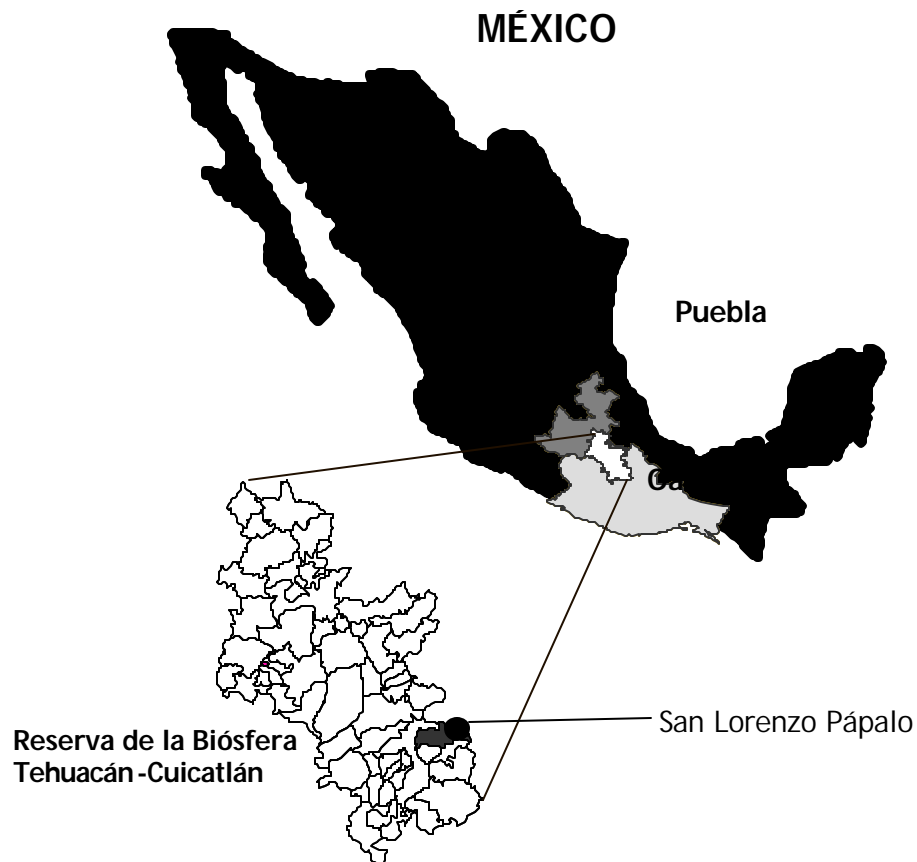 MÉXICO
Puebla
San Lorenzo Pápalo
Reserva de la Biósfera
Tehuacán-Cuicatlán